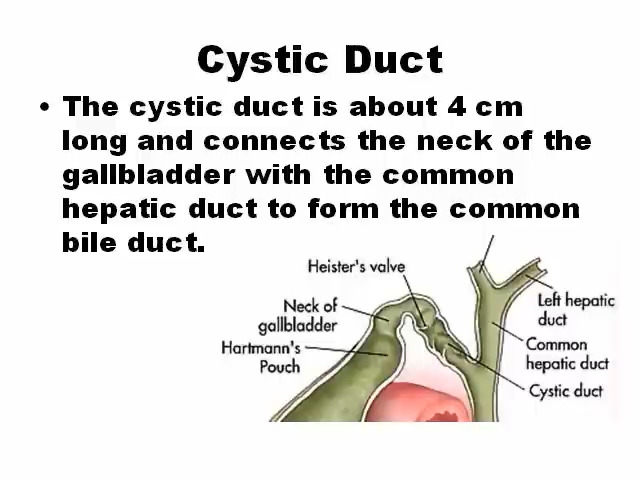 Cystic Duct
• The cystic duct is about 4 cm
long and connects the neck of the
gallbladder with the common
hepatic duct to form the common
bile duct.
Heister's valve
Neck of
gallbladder
Hartmann's
Pouch
Left hepatic
duct
Common
hepatic duct
Cystic duct